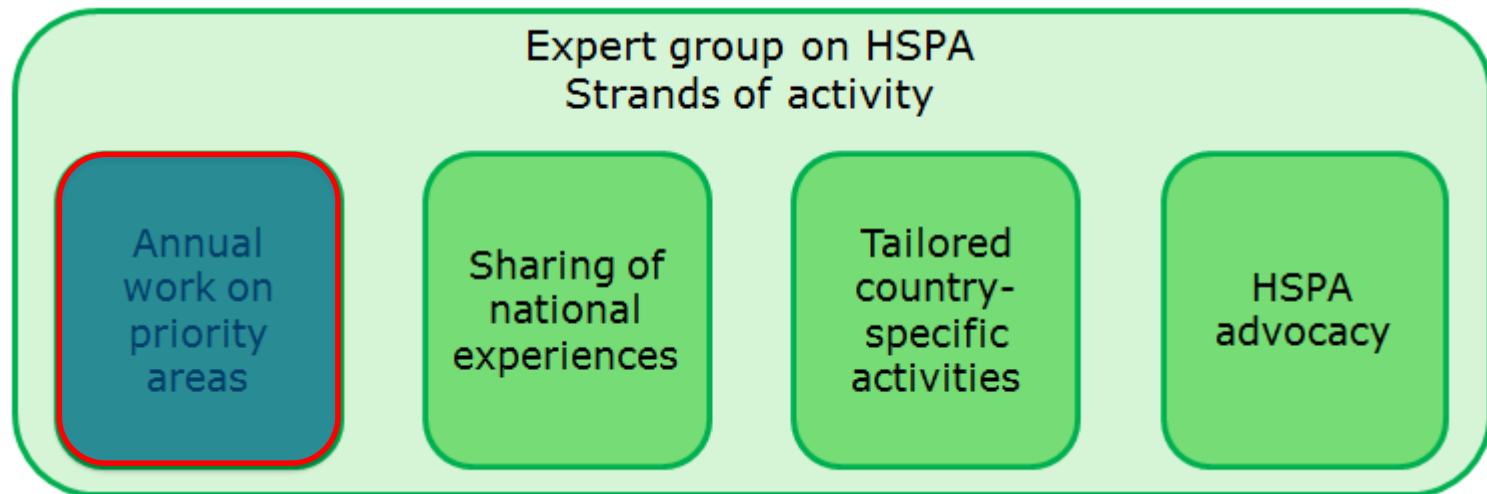 Expert group on HSPA
Strands of activity
Annual
work on
priority
areas
Sharing of
national
experiences
Tailored
country-
specific
activities
HSPA
advocacy